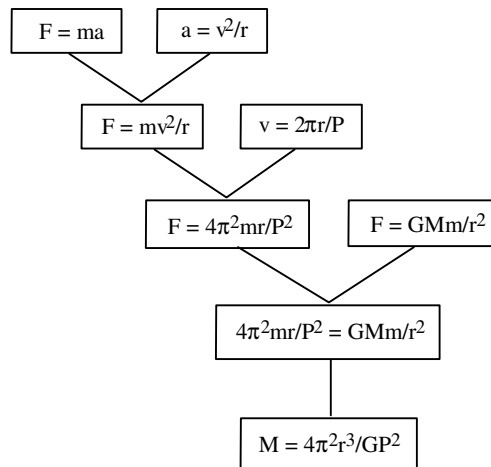 F = ma
a = v²/r
F = mv²/r
v = 2πr/P
F = 4π²mr/P²
F = GMm/r²
4π²mr/P² = GMm/r²
M = 4π²r³/GP²